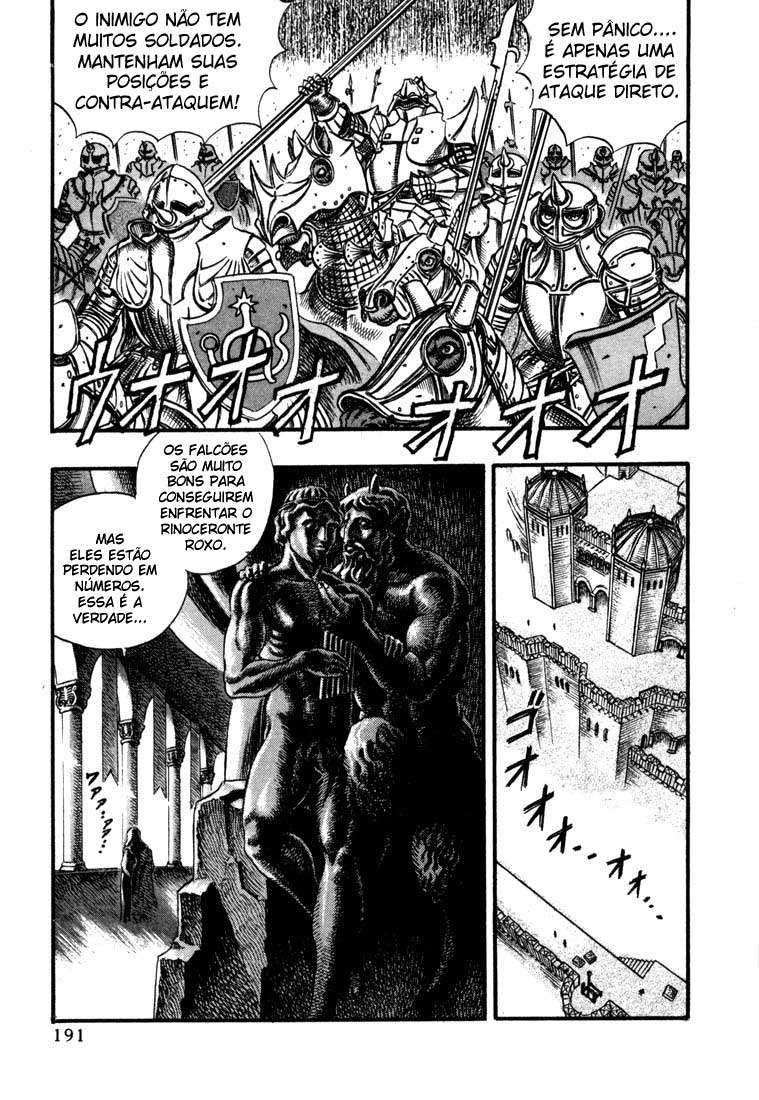 SEM PÂNICO....
É APENAS UMA
ESTRATÉGIA DE
ATAQUE DIRETO.
O INIMIGO NÃO TEM
MUITOS SOLDADOS.
MANTENHAM SUAS
POSIÇÕES E
CONTRA-ATAQUEM!
ウオオオオオオ
ゴオオ..オオ...
OS FALCÕES
SÃO MUITO
BONS PARA
CONSEGUIREM
ENFRENTAR O
RINOCERONTE
ROXO.
MAS
ELES ESTÃO
PERDENDO EM
NÚMEROS.
ESSA É A
VERDADE...
191